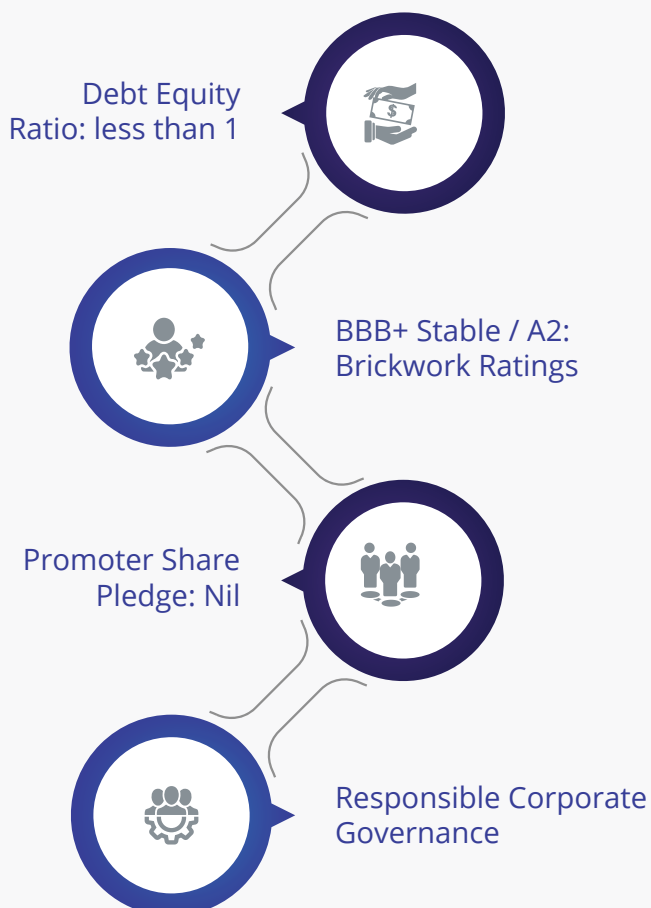 Debt Equity
Ratio: less than 1
$
BBB+ Stable / A2:
Brickwork Ratings
Promoter Share
Pledge: Nil
Responsible Corporate
Governance